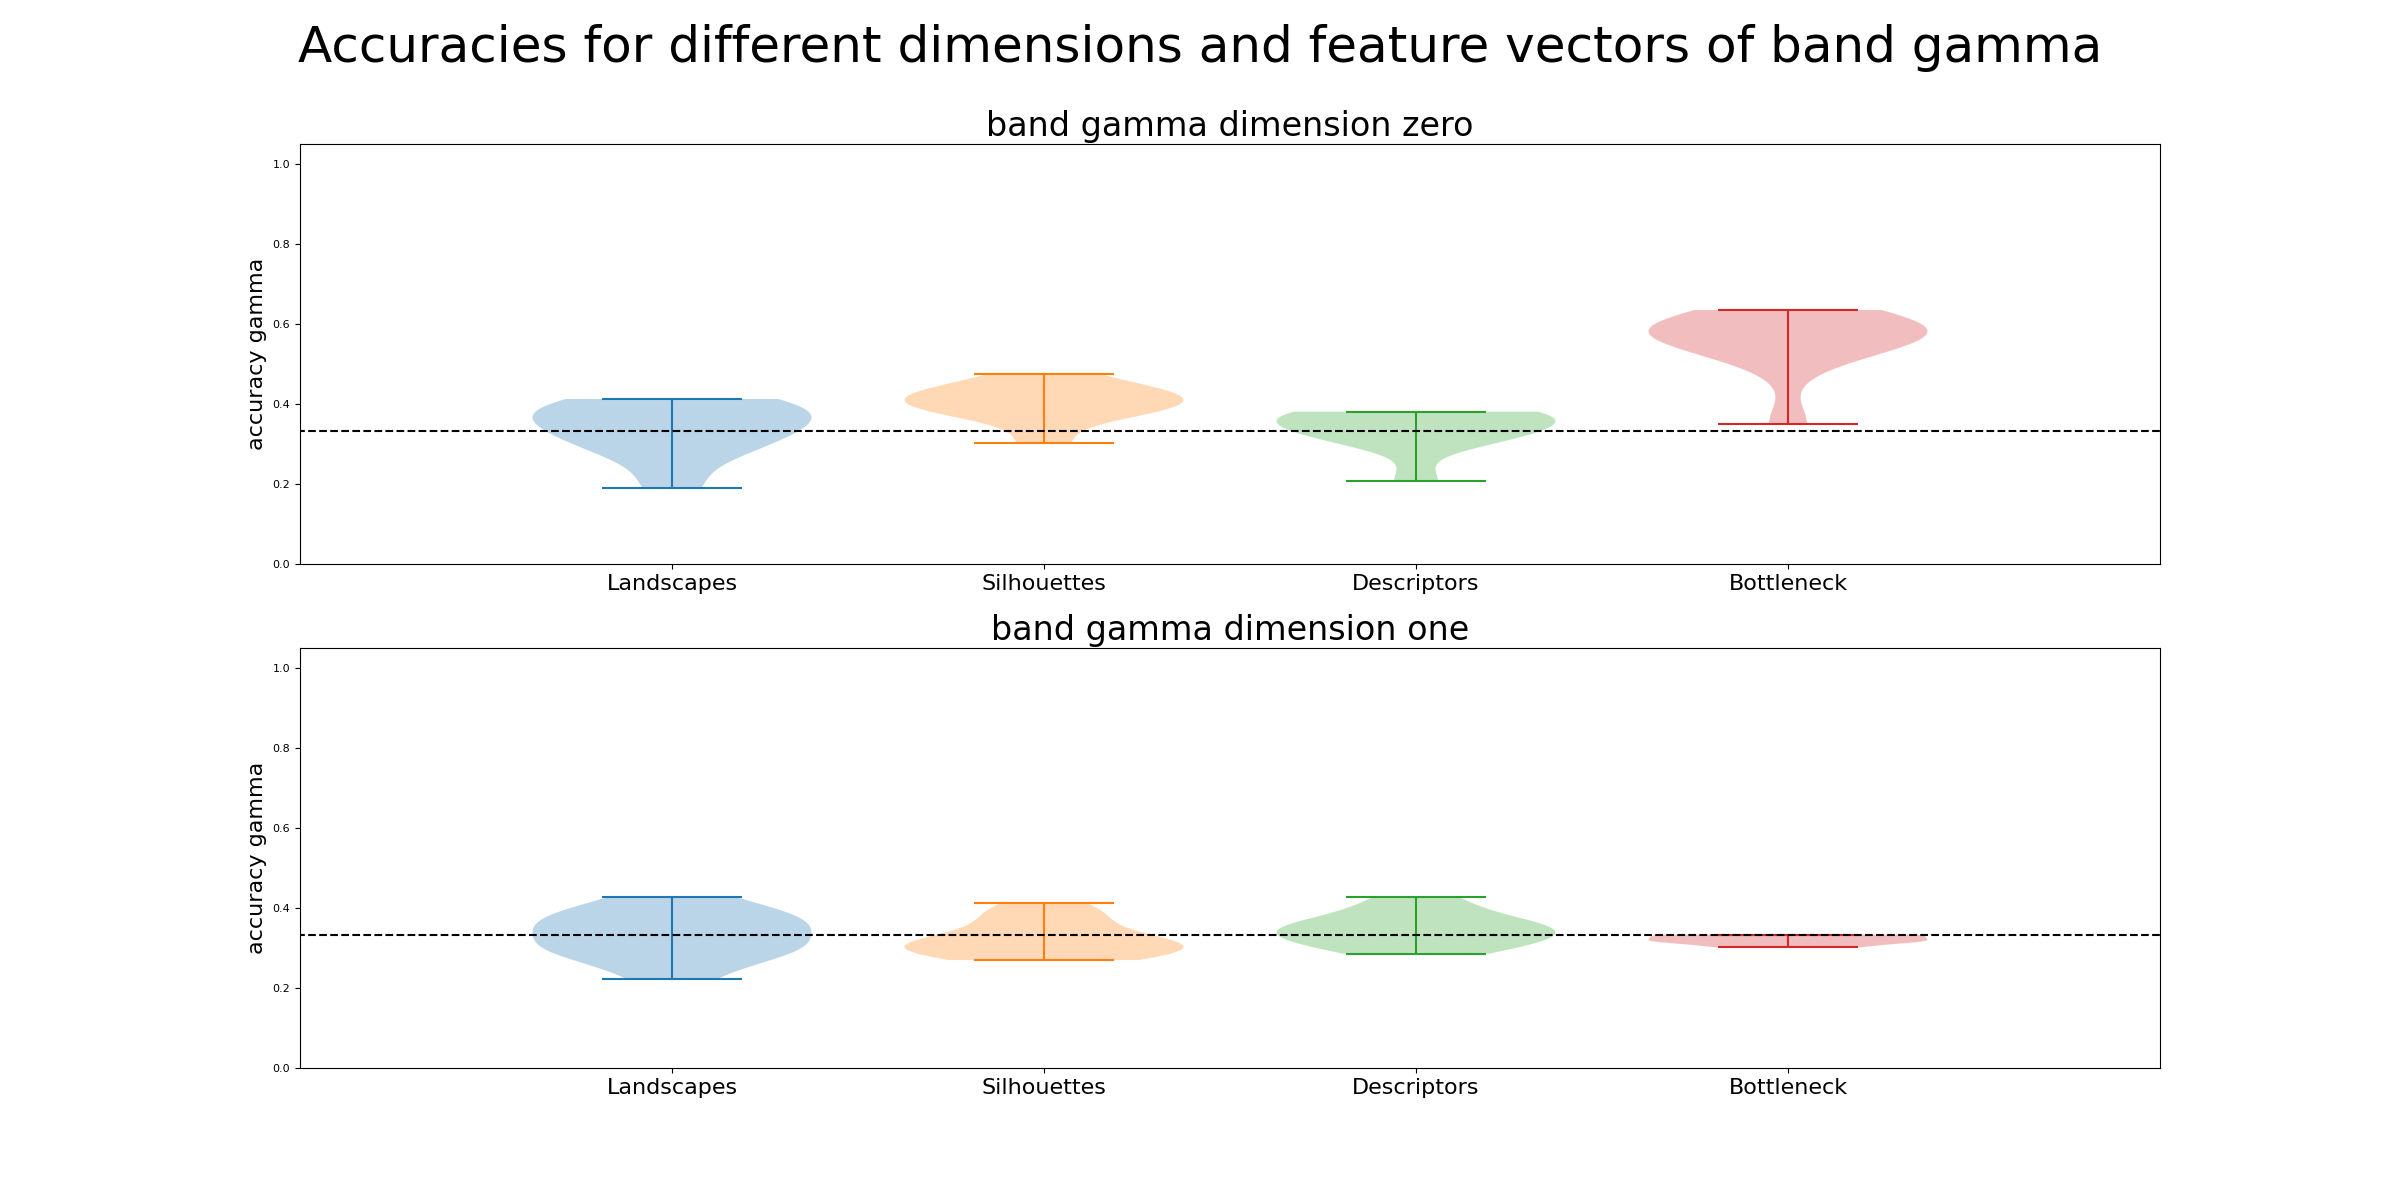 Accuracies for different dimensions and feature vectors of band gamma
band gamma dimension zero
accuracy gamma
1.0
0.8
0.6
0.4
0.2
0.0
Landscapes Silhouettes Descriptors Bottleneck
band gamma dimension one
accuracy gamma
1.0
0.8
0.6
0.4
0.2
0.0
Landscapes Silhouettes Descriptors Bottleneck